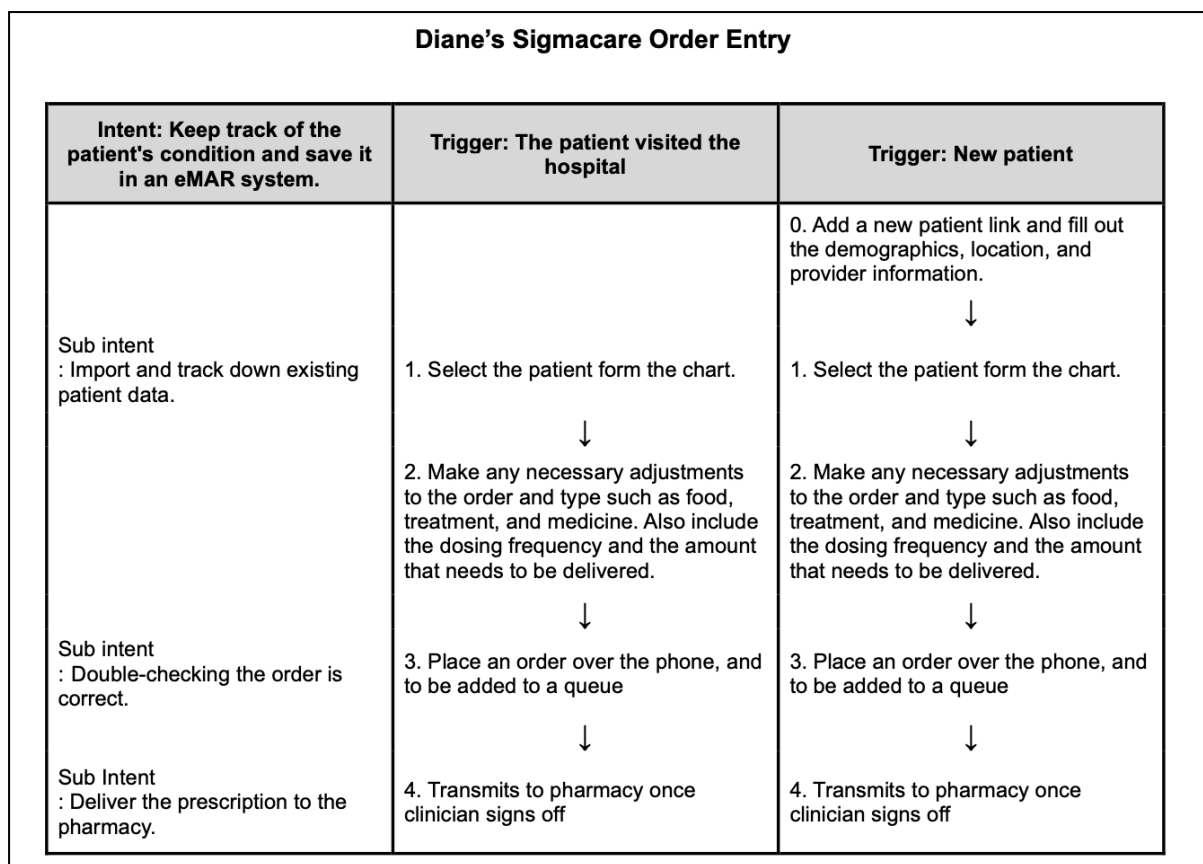 Diane’s Sigmacare Order Entry
Intent: Keep track of the
patient's condition and save it
in an eMAR system.
Trigger: The patient visited the
hospital
Trigger: New patient
0. Add a new patient link and fill out
the demographics, location, and
provider information.
↓
Sub intent
: Import and track down existing
patient data.
1. Select the patient form the chart.
1. Select the patient form the chart.
↓
↓
2. Make any necessary adjustments
to the order and type such as food,
treatment, and medicine. Also include
the dosing frequency and the amount
that needs to be delivered.
2. Make any necessary adjustments
to the order and type such as food,
treatment, and medicine. Also include
the dosing frequency and the amount
that needs to be delivered.
↓
↓
Sub intent
: Double-checking the order is
correct.
3. Place an order over the phone, and
to be added to a queue
3. Place an order over the phone, and
to be added to a queue
↓
↓
Sub Intent
: Deliver the prescription to the
pharmacy.
4. Transmits to pharmacy once
clinician signs off
4. Transmits to pharmacy once
clinician signs off